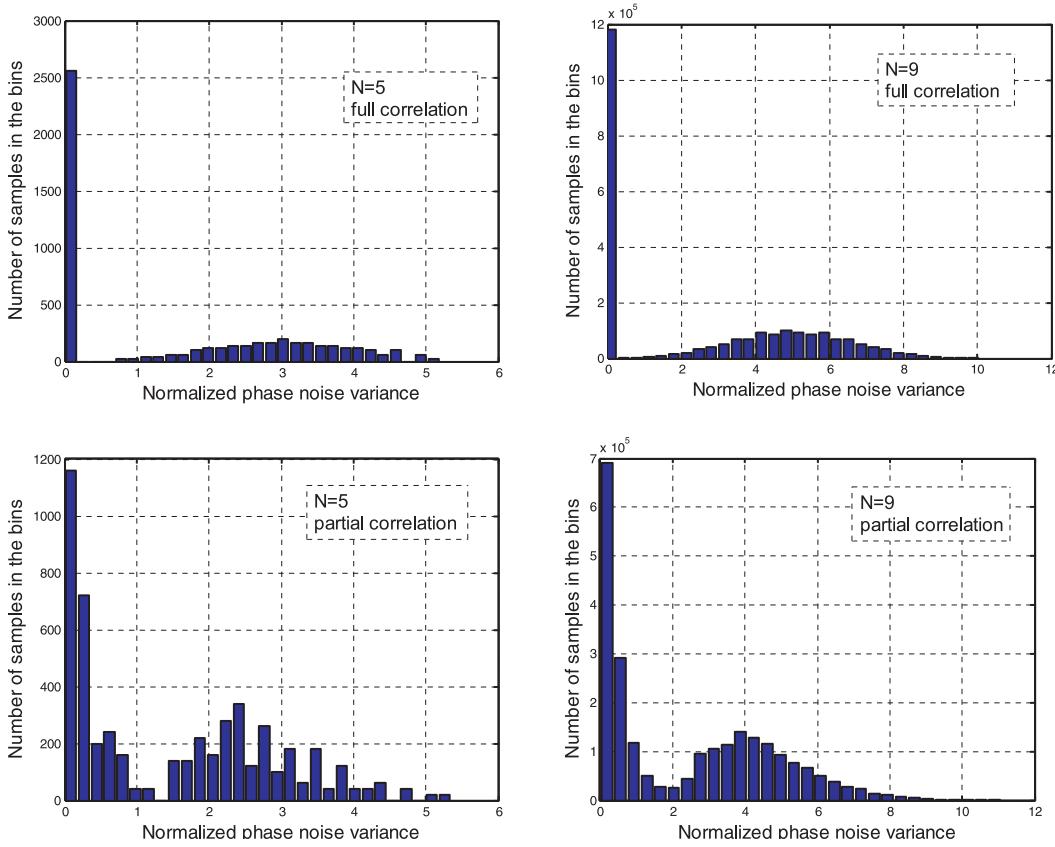 3000
2500
2000
1500
1000
500
0
0 1 2 3 4 5 6
Number of samples in the bins
Normalized phase noise variance
N=5
full correlation
x 10^5
12
10
8
6
4
2
0
0 2 4 6 8 10 12
Number of samples in the bins
Normalized phase noise variance
N=9
full correlation
1200
1000
800
600
400
200
0
0 1 2 3 4 5 6
Number of samples in the bins
Normalized phase noise variance
N=5
partial correlation
x 10^5
7
6
5
4
3
2
1
0
0 2 4 6 8 10 12
Number of samples in the bins
Normalized phase noise variance
N=9
partial correlation